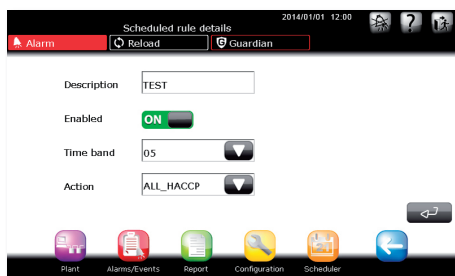 Scheduled rule details
2014/01/01 12:00
Alarm
Reload
Guardian
Description TEST
Enabled ON
Time band 05
Action ALL_HACCP
Plant
Alarms/Events
Report
Configuration
Scheduler